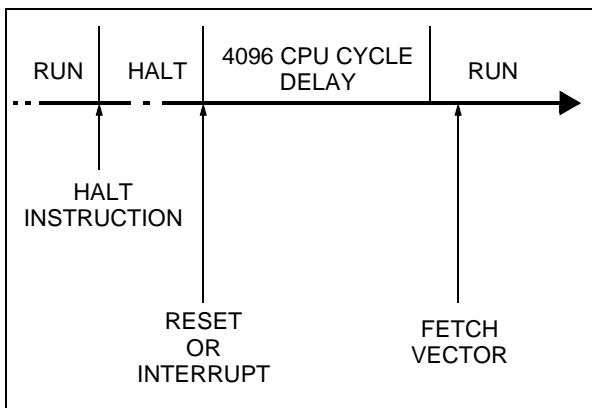 RUN
HALT
4096 CPU CYCLE
DELAY
RUN
HALT
INSTRUCTION
RESET
OR
INTERRUPT
FETCH
VECTOR